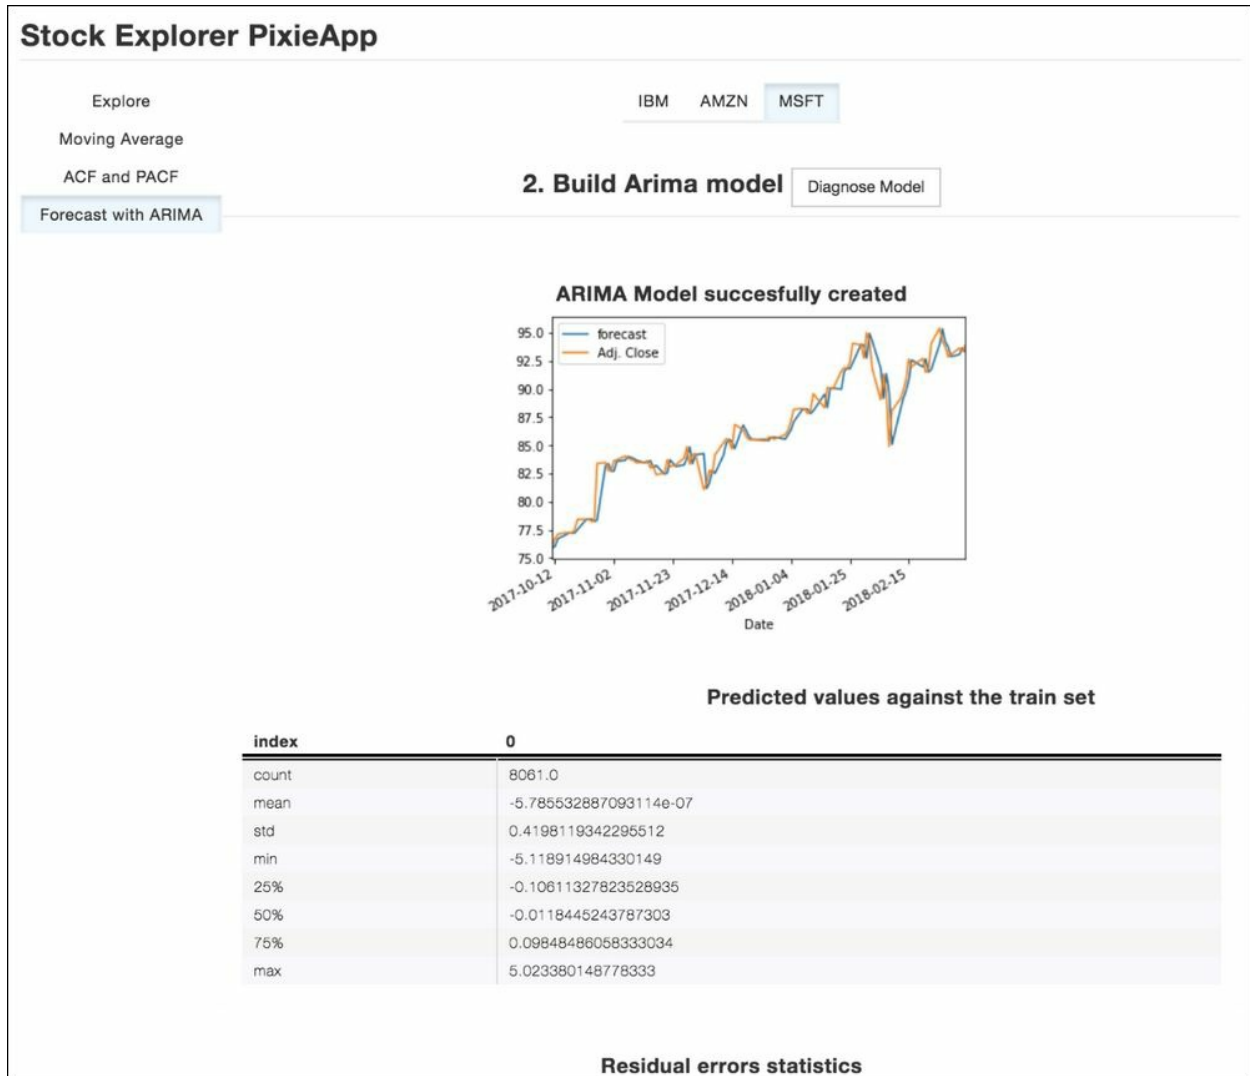 Stock Explorer PixieApp
Explore
Moving Average
ACF and PACF
Forecast with ARIMA
IBM AMZN MSFT
2. Build Arima model Diagnose Model
ARIMA Model succesfully created
forecast
Adj. Close
95.0
92.5
90.0
87.5
85.0
82.5
80.0
77.5
75.0
2017-10-12
2017-11-02
2017-11-23
2017-12-14
2018-01-04
2018-01-25
2018-02-15
Date
Predicted values against the train set
index 0
count 8061.0
mean -5.785532887093114e-07
std 0.4198119342295512
min -5.118914984330149
25% -0.10611327823528935
50% -0.0118445243787303
75% 0.09848486058333034
max 5.023380148778333
Residual errors statistics